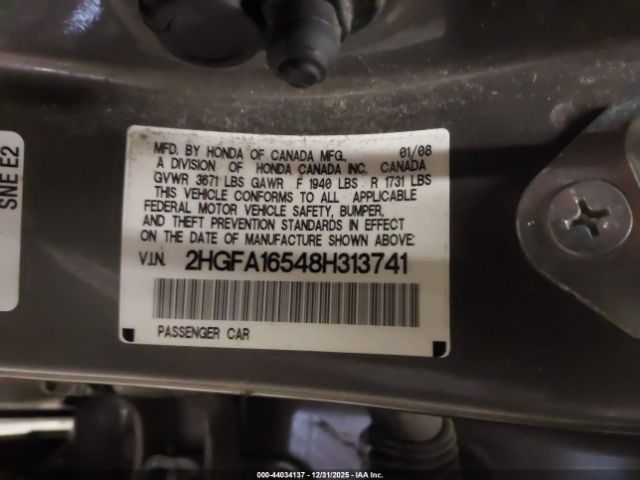 SNE E2
MFD. BY HONDA OF CANADA MFG., 01/08
A DIVISION OF HONDA CANADA INC. CANADA
GVWR 3671 LBS GAWR F 1940 LBS R 1731 LBS
THIS VEHICLE CONFORMS TO ALL APPLICABLE
FEDERAL MOTOR VEHICLE SAFETY, BUMPER,
AND THEFT PREVENTION STANDARDS IN EFFECT
ON THE DATE OF MANUFACTURE SHOWN ABOVE:
V.I.N. 2HGFA16548H313741
PASSENGER CAR
000-44034137 - 12/31/2025 - IAA Inc.